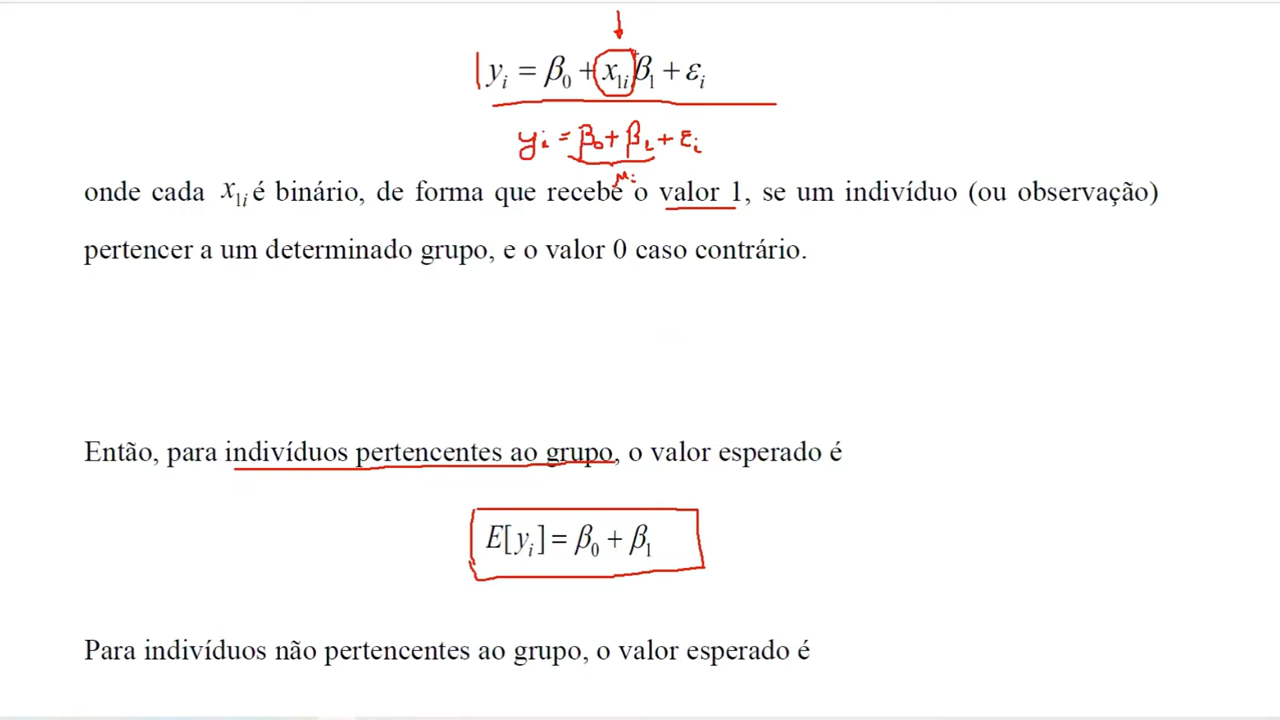 yᵢ = β₀ + x₁ᵢβ₁ + εᵢ
yᵢ = β₀ + β₁ + εᵢ
μᵢ
onde cada x₁ᵢ é binário, de forma que recebe o valor 1, se um indivíduo (ou observação)
pertencer a um determinado grupo, e o valor 0 caso contrário.
Então, para indivíduos pertencentes ao grupo, o valor esperado é
E[yᵢ] = β₀ + β₁
Para indivíduos não pertencentes ao grupo, o valor esperado é